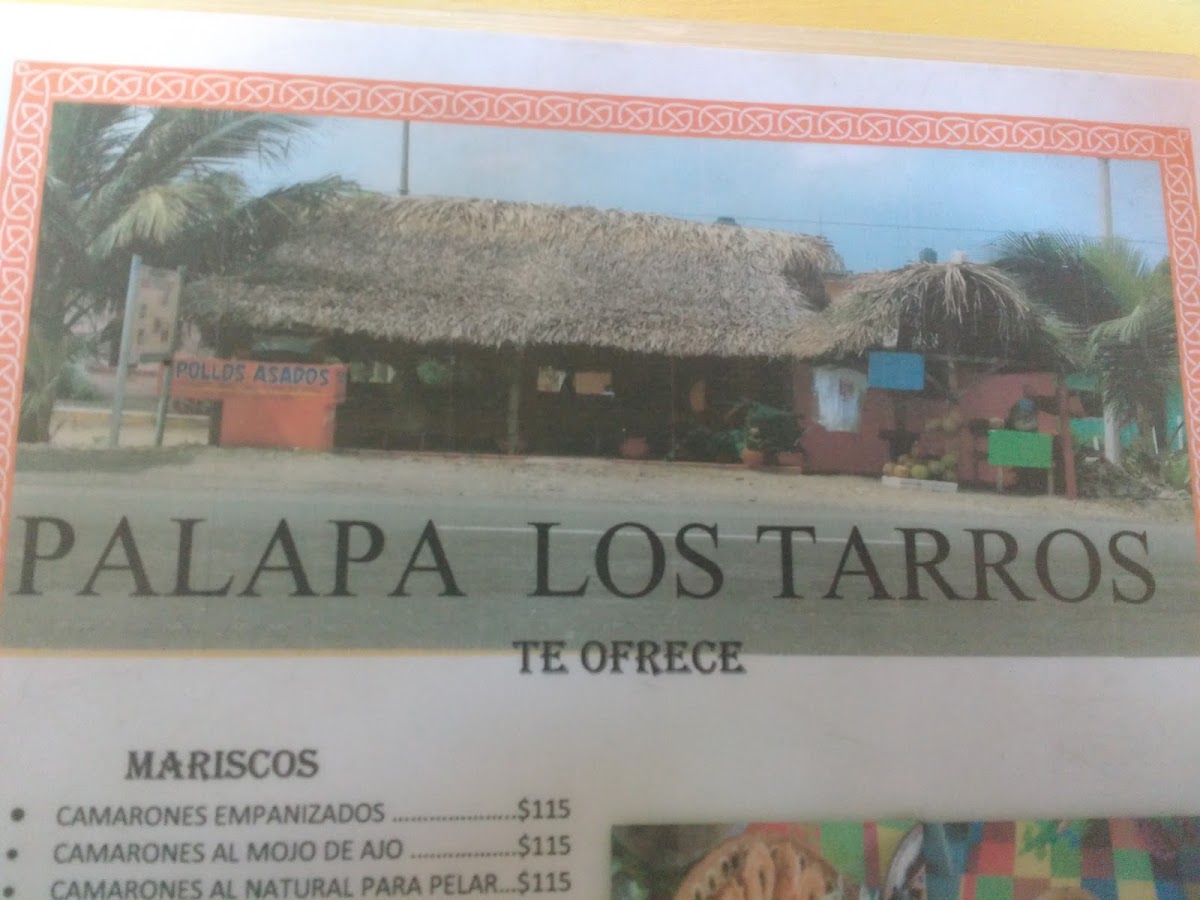 POLLOS ASADOS
PALAPA LOS TARROS
TE OFRECE
MARISCOS
• CAMARONES EMPANIZADOS ......................$115
• CAMARONES AL MOJO DE AJO ..................$115
• CAMARONES AL NATURAL PARA PELAR...$115